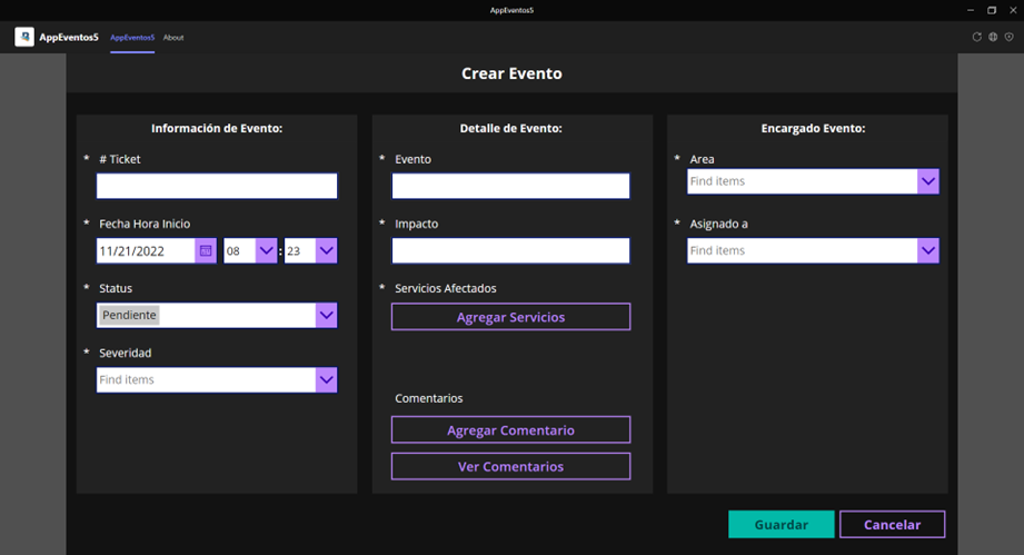 AppEventos5
AppEventos5 AppEventos5 About
Crear Evento
Información de Evento:
* # Ticket
* Fecha Hora Inicio
11/21/2022 08 : 23
* Status
Pendiente
* Severidad
Find items
Detalle de Evento:
* Evento
* Impacto
* Servicios Afectados
Agregar Servicios
Comentarios
Agregar Comentario
Ver Comentarios
Encargado Evento:
* Area
Find items
* Asignado a
Find items
Guardar Cancelar